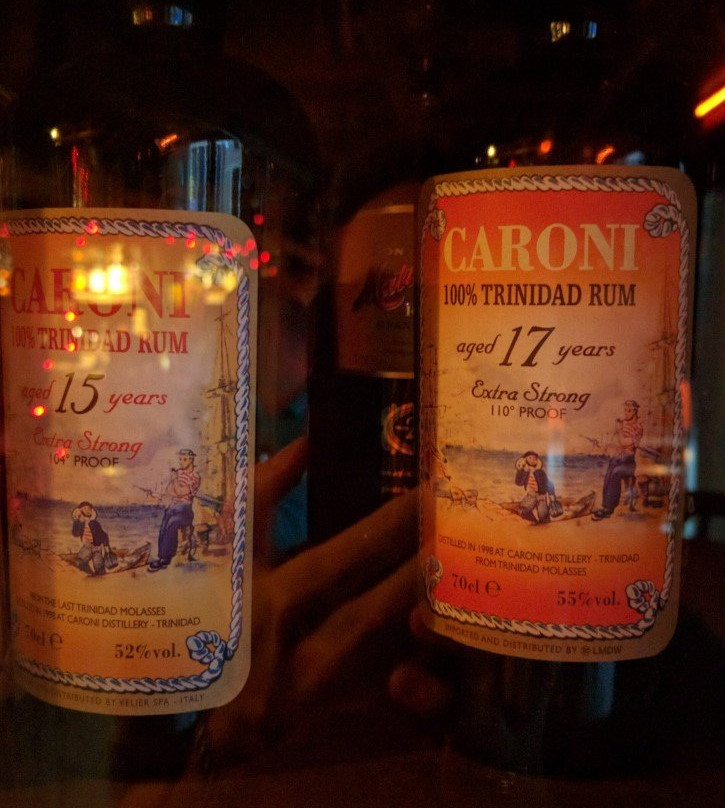 CARONI
100% TRINIDAD RUM
aged 15 years
Extra Strong
104° PROOF
FROM THE LAST TRINIDAD MOLASSES
DISTILLED IN 1998 AT CARONI DISTILLERY - TRINIDAD
70cl e
52%vol.
DISTRIBUTED BY VELIER SPA - ITALY
CARONI
100% TRINIDAD RUM
aged 17 years
Extra Strong
110° PROOF
DISTILLED IN 1998 AT CARONI DISTILLERY - TRINIDAD
FROM TRINIDAD MOLASSES
70cl e
55%vol.
IMPORTED AND DISTRIBUTED BY LMDW